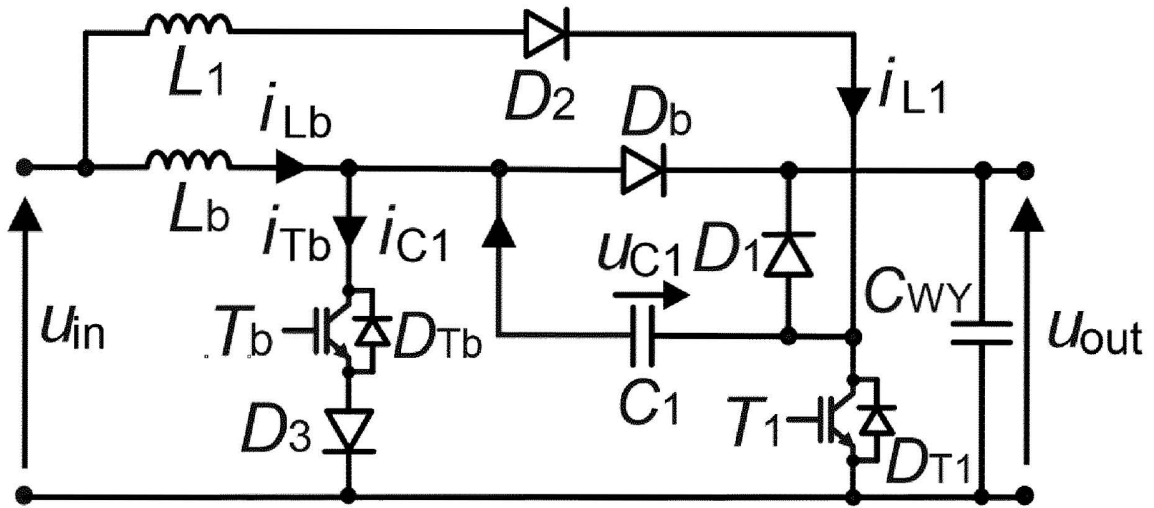 L1
D2
iL1
iLb
Db
Lb
iTb
iC1
uC1
D1
CWY
uin
Tb
DTb
uout
C1
T1
D3
DT1